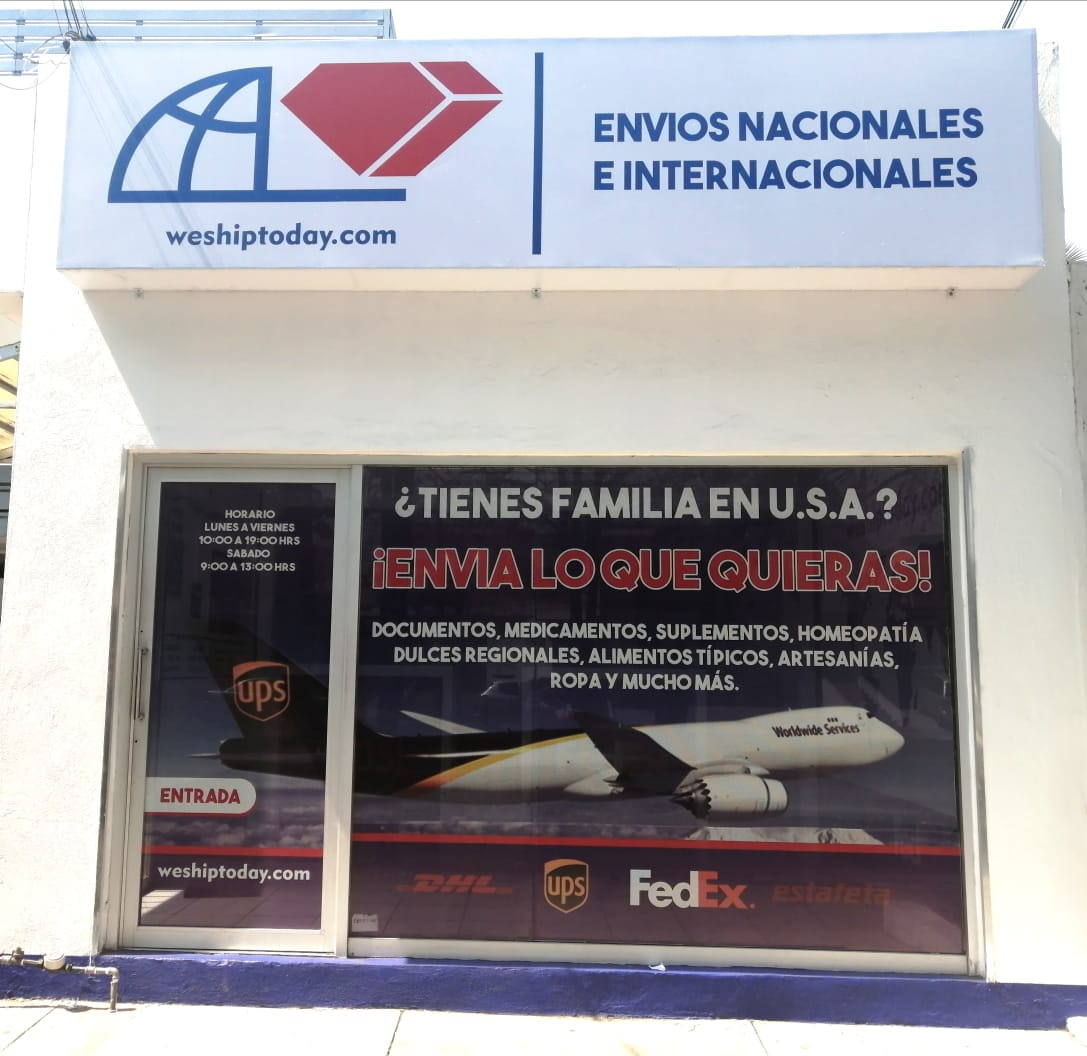 weshiptoday.com
ENVIOS NACIONALES
E INTERNACIONALES
HORARIO
LUNES A VIERNES
10:00 A 19:00 HRS
SABADO
9:00 A 13:00 HRS
ups
ENTRADA
weshiptoday.com
¿TIENES FAMILIA EN U.S.A.?
¡ENVIA LO QUE QUIERAS!
DOCUMENTOS, MEDICAMENTOS, SUPLEMENTOS, HOMEOPATÍA
DULCES REGIONALES, ALIMENTOS TÍPICOS, ARTESANÍAS,
ROPA Y MUCHO MÁS.
Worldwide Services
DHL ups FedEx. estafeta